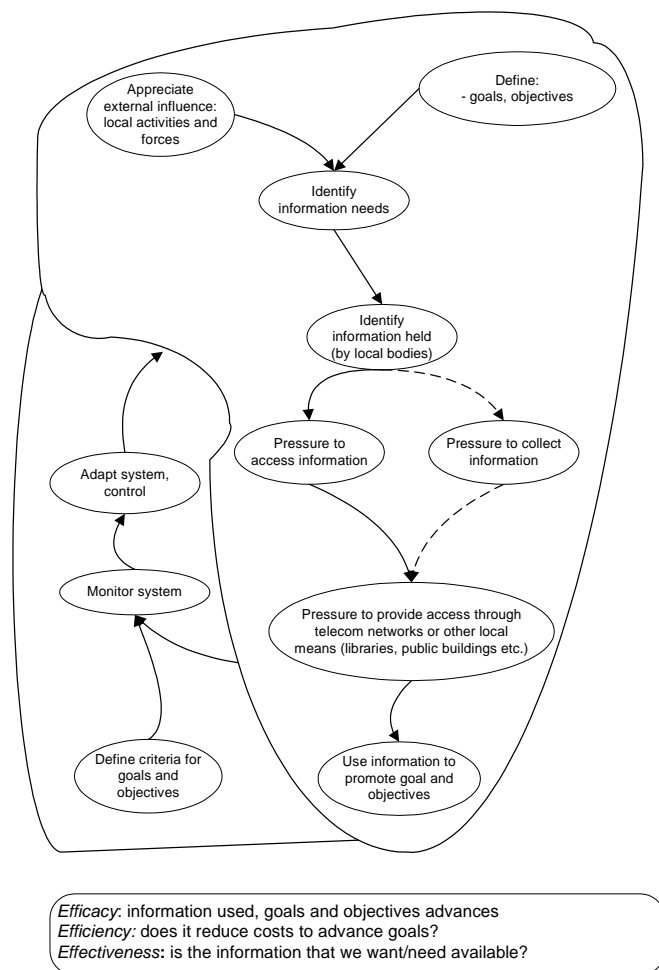 Appreciate
external influence:
local activities and
forces
Define:
- goals, objectives
Identify
information needs
Identify
information held
(by local bodies)
Pressure to
access information
Pressure to collect
information
Adapt system,
control
Monitor system
Pressure to provide access through
telecom networks or other local
means (libraries, public buildings etc.)
Define criteria for
goals and
objectives
Use information to
promote goal and
objectives
Efficacy: information used, goals and objectives advances
Efficiency: does it reduce costs to advance goals?
Effectiveness: is the information that we want/need available?